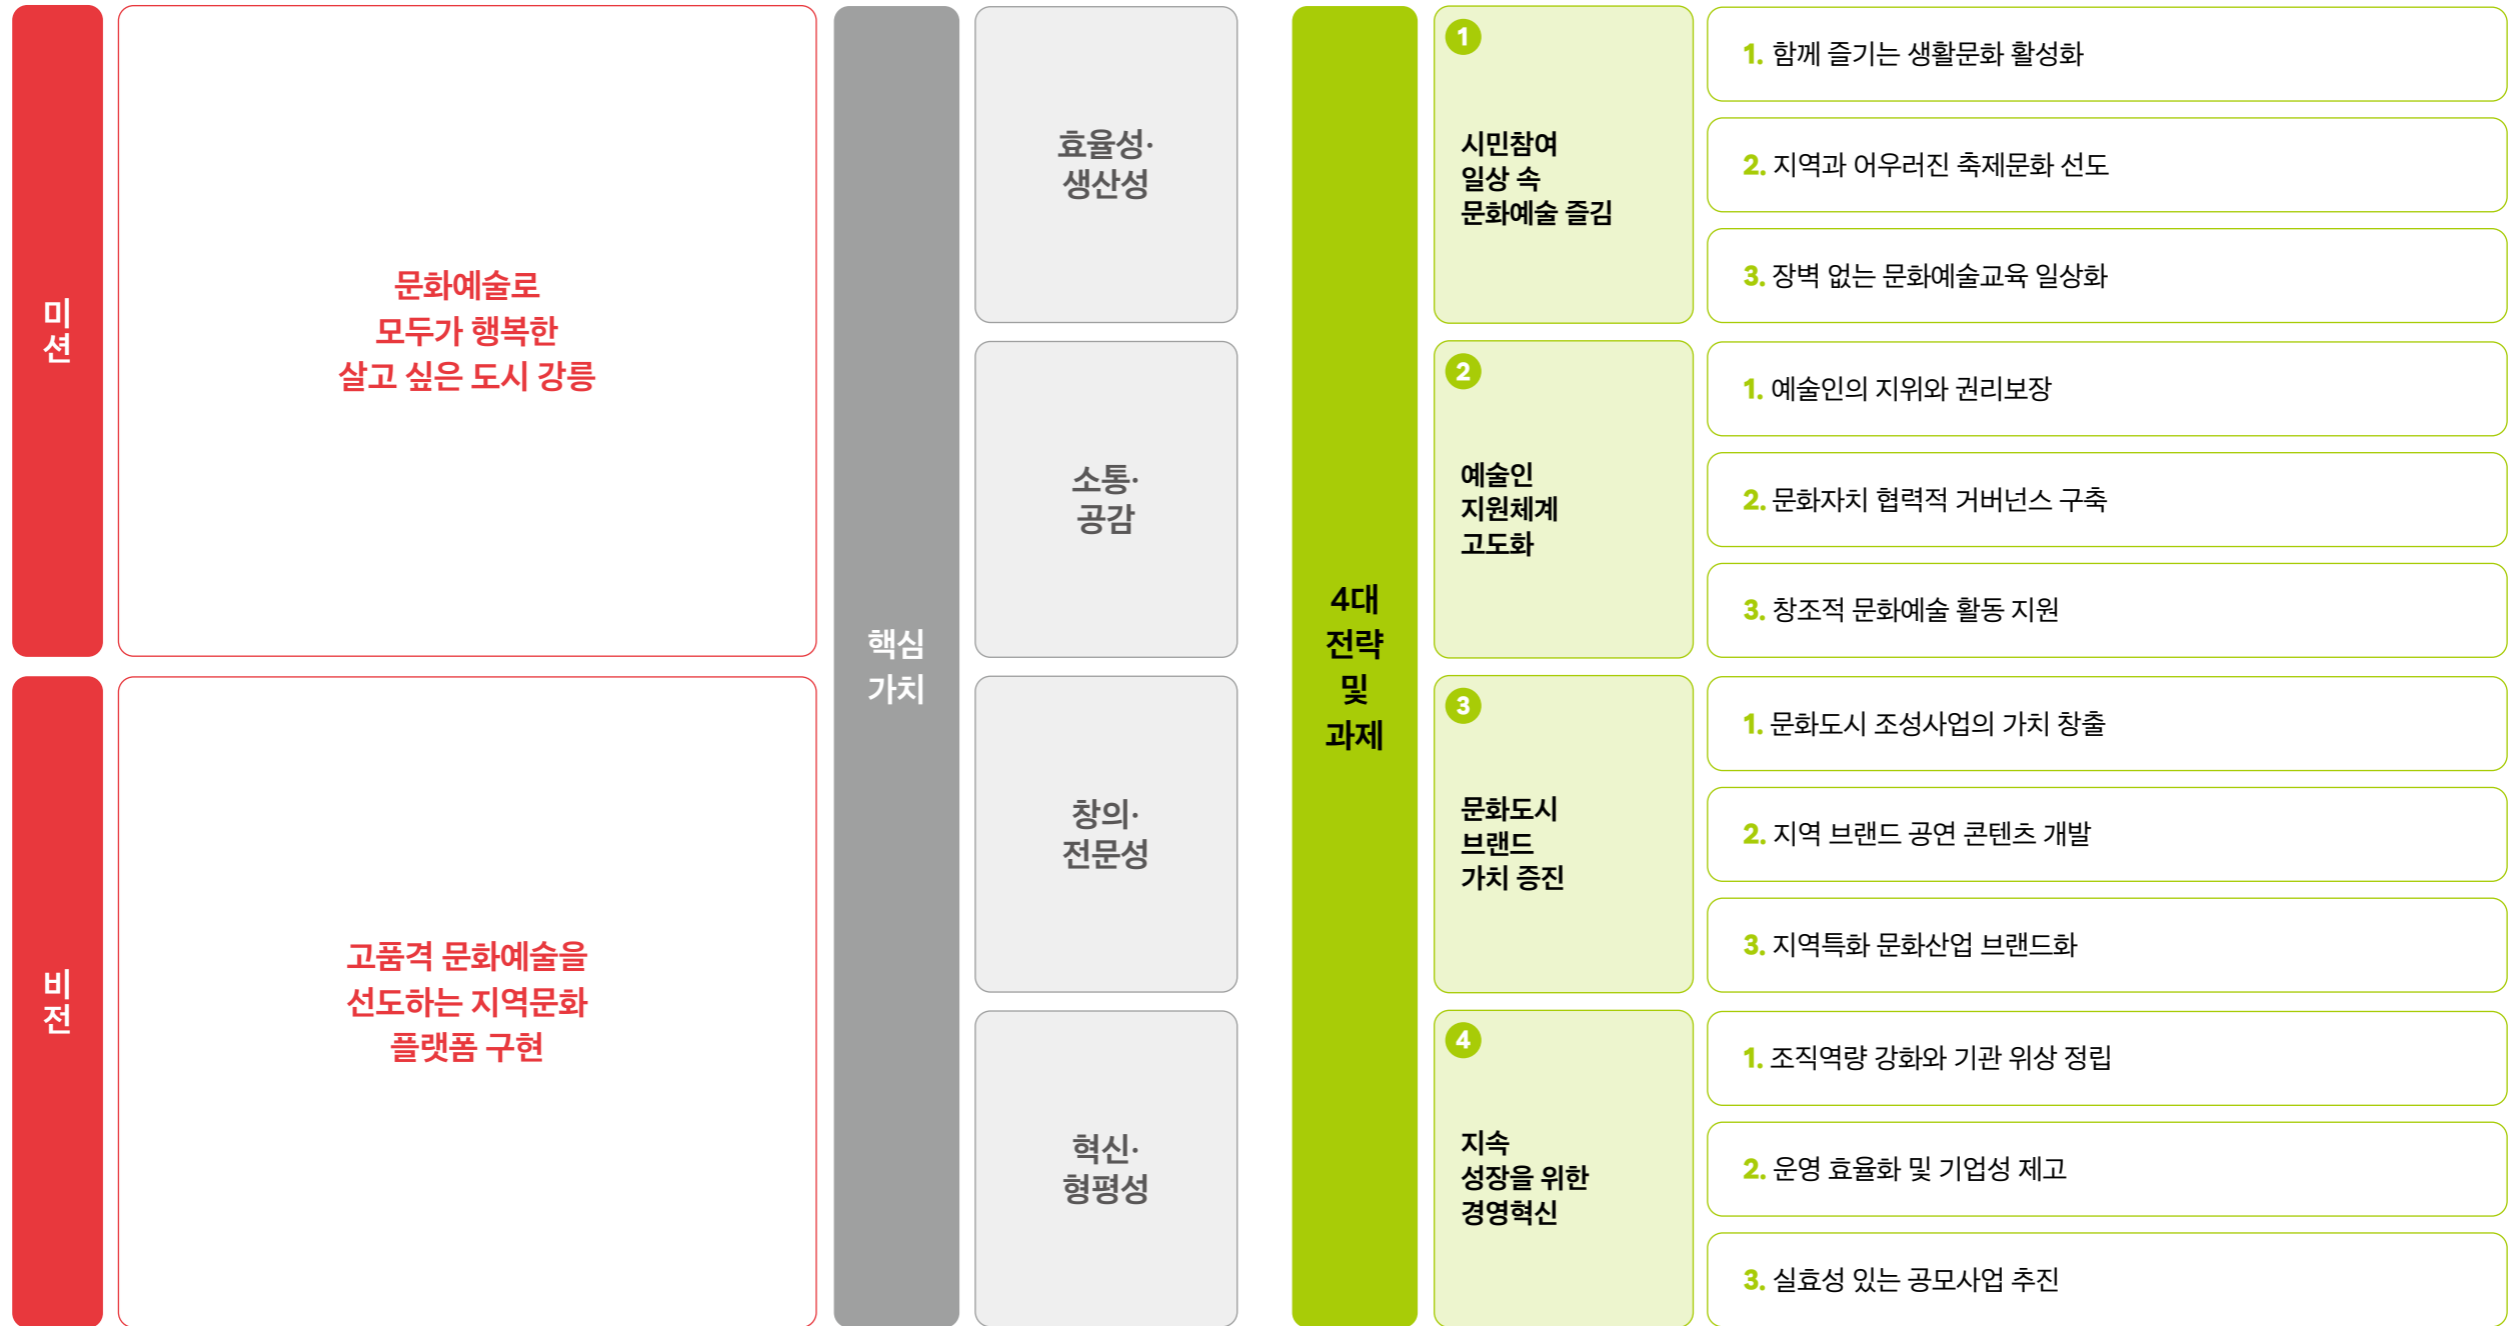 미션
문화예술로
모두가 행복한
살고 싶은 도시 강릉
비전
고품격 문화예술을
선도하는 지역문화
플랫폼 구현
핵심
가치
효율성·
생산성
소통·
공감
창의·
전문성
혁신·
형평성
4대
전략
및
과제
1
시민참여
일상 속
문화예술 즐김
1. 함께 즐기는 생활문화 활성화
2. 지역과 어우러진 축제문화 선도
3. 장벽 없는 문화예술교육 일상화
2
예술인
지원체계
고도화
1. 예술인의 지위와 권리보장
2. 문화자치 협력적 거버넌스 구축
3. 창조적 문화예술 활동 지원
3
문화도시
브랜드
가치 증진
1. 문화도시 조성사업의 가치 창출
2. 지역 브랜드 공연 콘텐츠 개발
3. 지역특화 문화산업 브랜드화
4
지속
성장을 위한
경영혁신
1. 조직역량 강화와 기관 위상 정립
2. 운영 효율화 및 기업성 제고
3. 실효성 있는 공모사업 추진